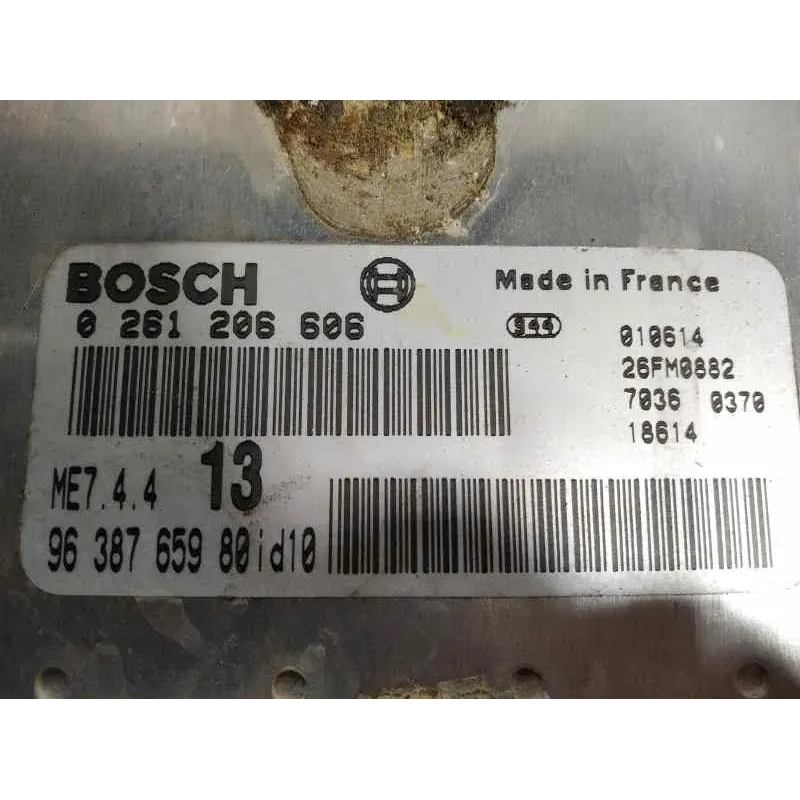 BOSCH
Made in France
0 261 206 606
944
010614
26FM0882
7036 0370
18614
ME7.4.4 13
96 387 659 80id10